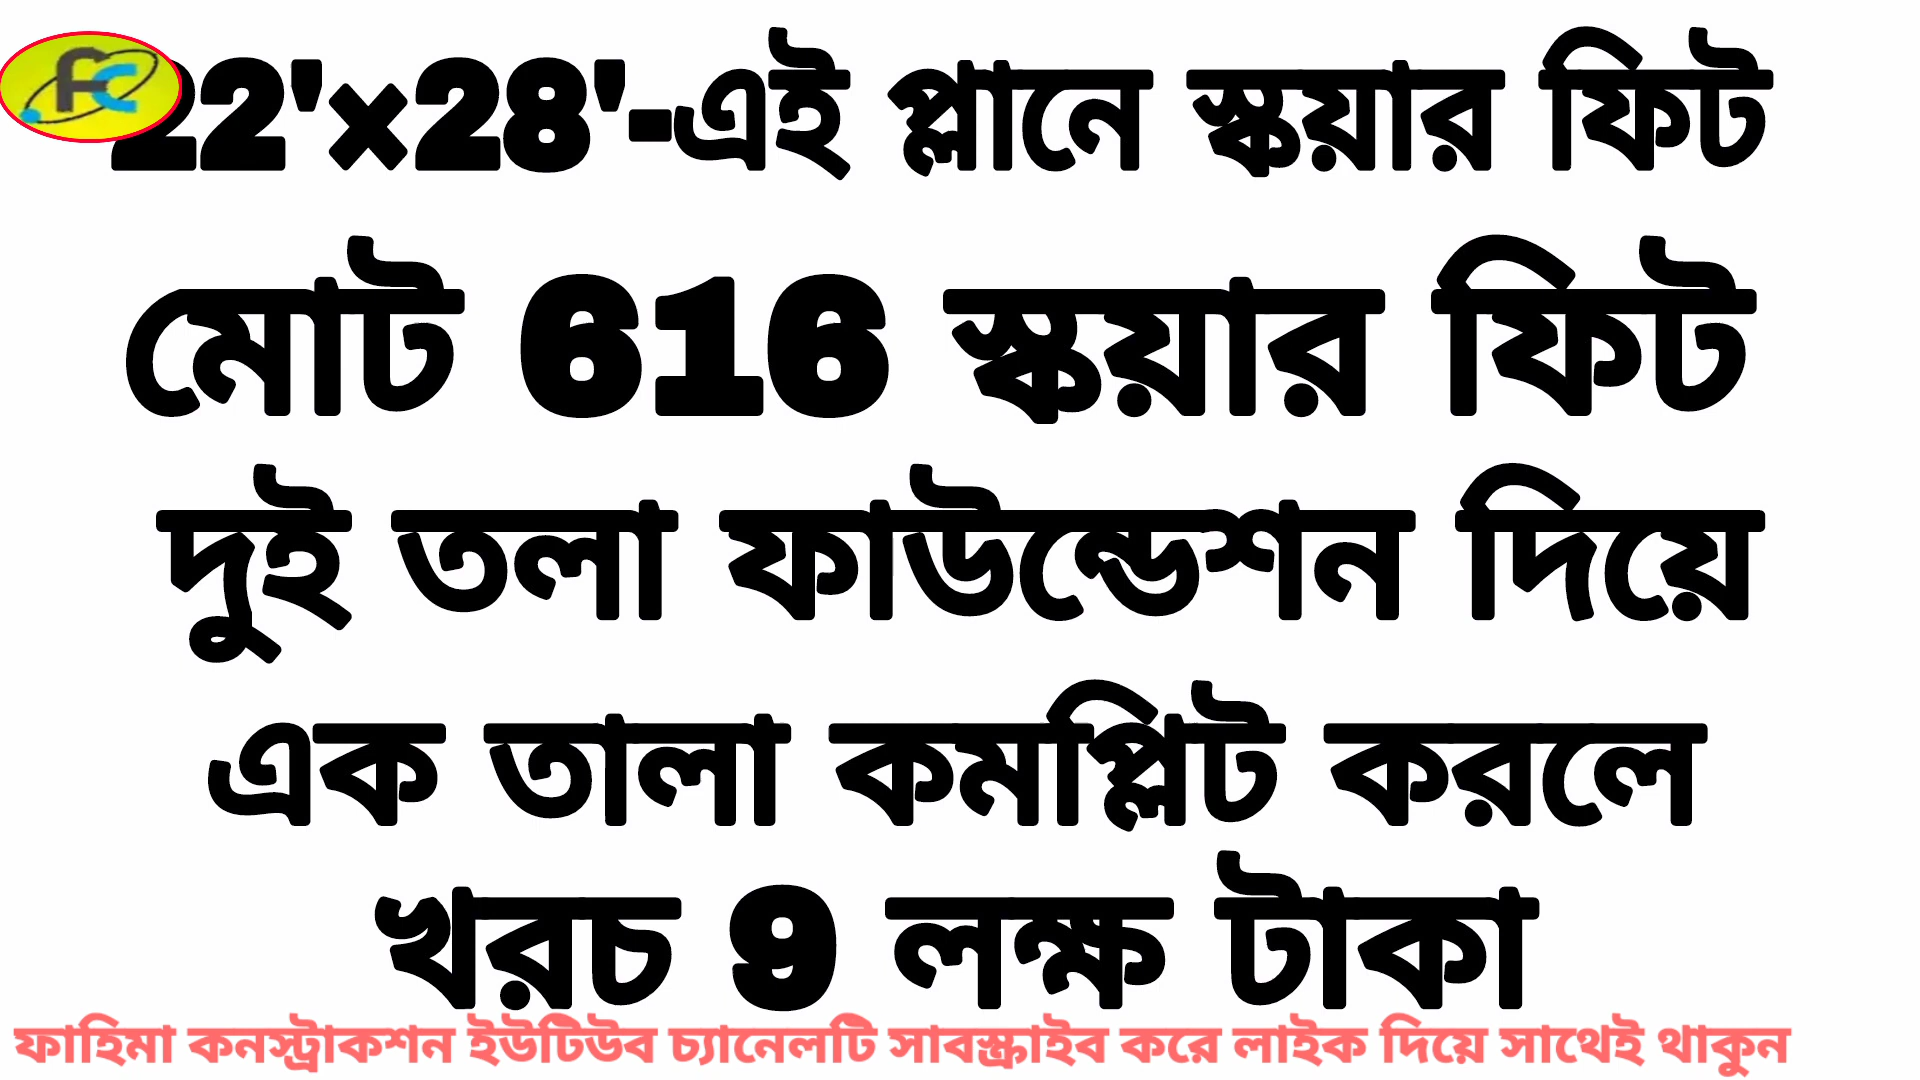 FC
22'×28'-এই প্লানে স্কয়ার ফিট
মোট 616 স্কয়ার ফিট
দুই তলা ফাউন্ডেশন দিয়ে
এক তালা কমপ্লিট করলে
খরচ 9 লক্ষ টাকা
ফাহিমা কনস্ট্রাকশন ইউটিউব চ্যানেলটি সাবস্ক্রাইব করে লাইক দিয়ে সাথেই থাকুন